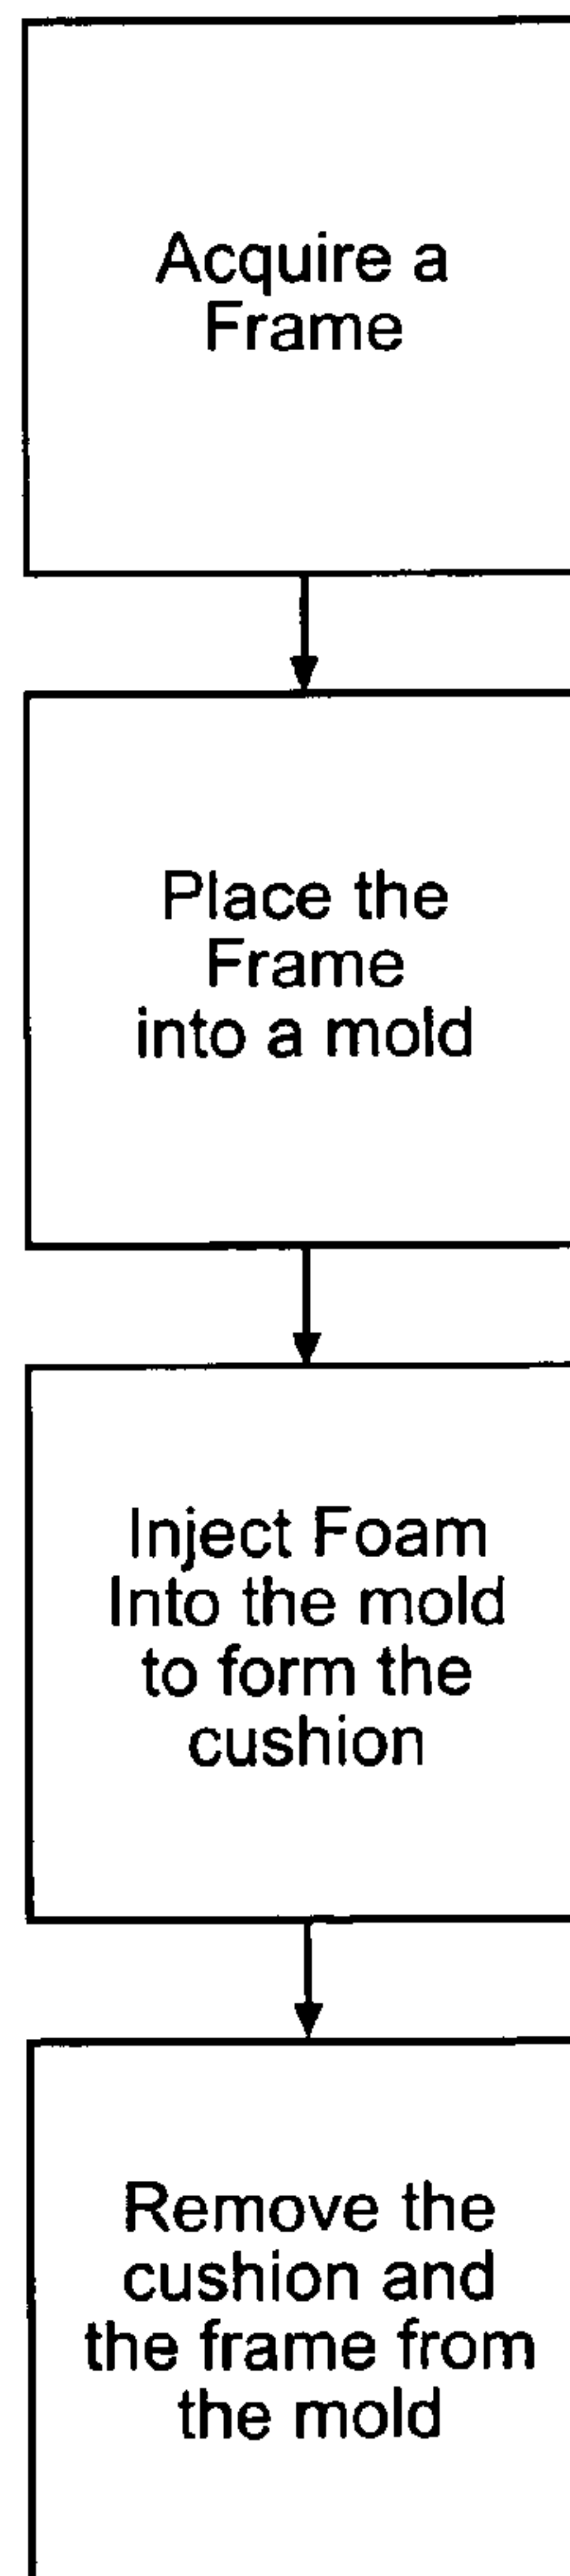 Acquire a
Frame
Place the
Frame
into a mold
Inject Foam
Into the mold
to form the
cushion
Remove the
cushion and
the frame from
the mold